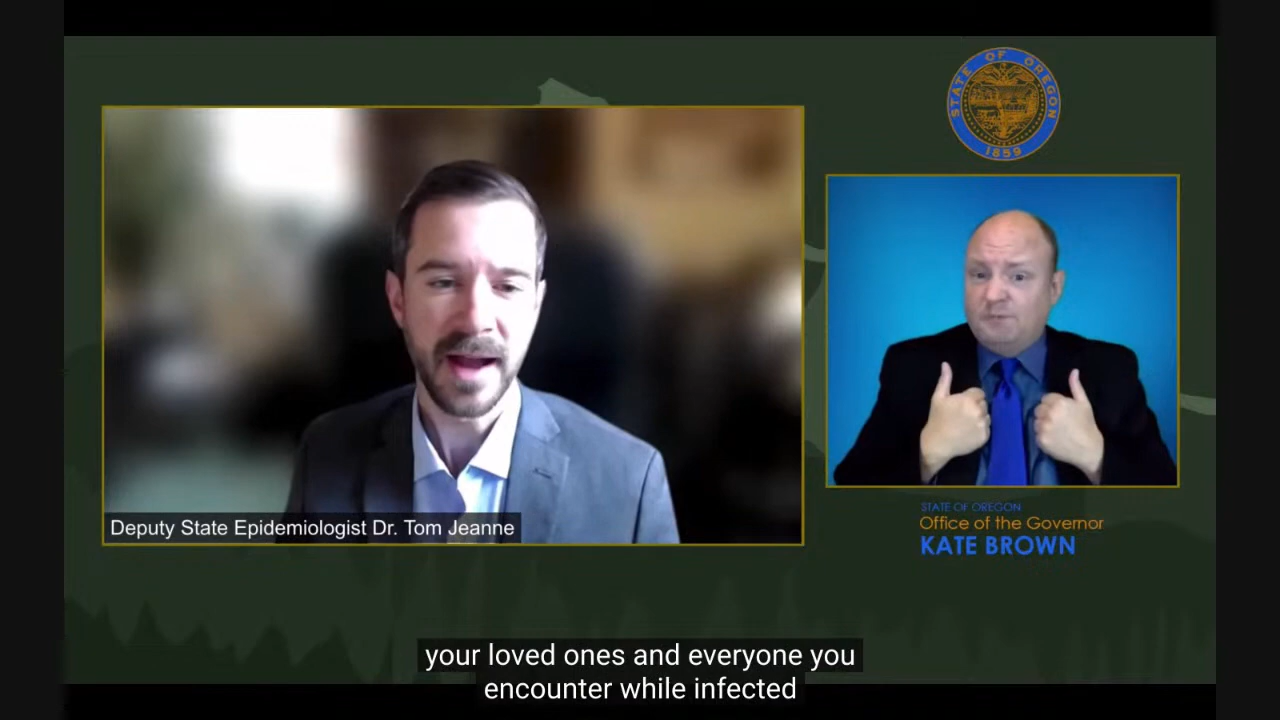 STATE OF OREGON
1859
Deputy State Epidemiologist Dr. Tom Jeanne
STATE OF OREGON
Office of the Governor
KATE BROWN
your loved ones and everyone you
encounter while infected